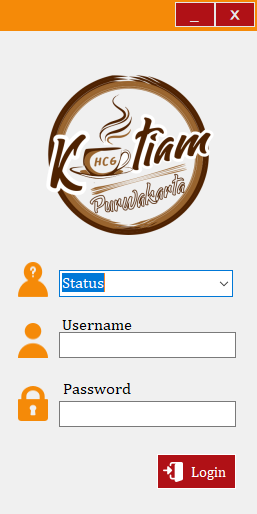 _ X
Kotiam
HCG
Purwakarta
Status
Username
Password
Login